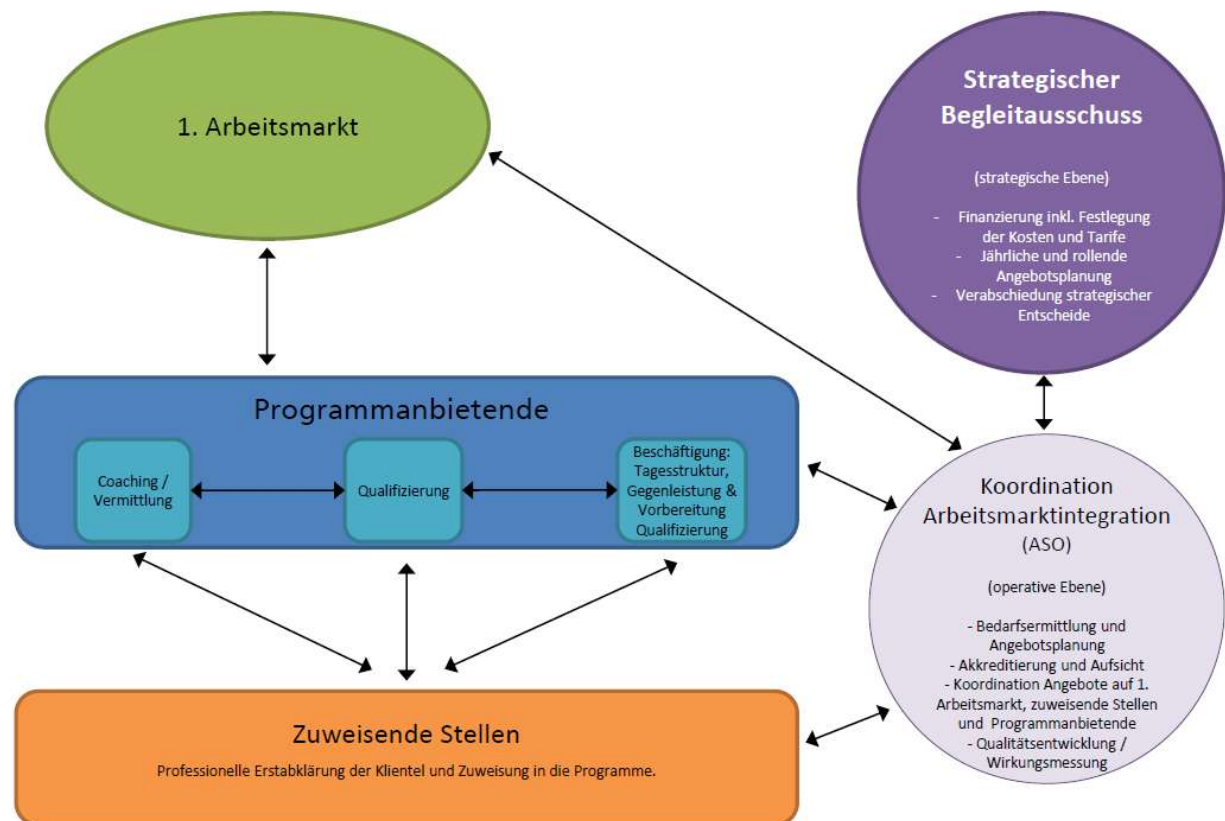 1. Arbeitsmarkt
Strategischer
Begleitausschuss
(strategische Ebene)
- Finanzierung inkl. Festlegung
der Kosten und Tarife
- Jährliche und rollende
Angebotsplanung
- Verabschiedung strategischer
Entscheide
Programmanbietende
Coaching /
Vermittlung
Qualifizierung
Beschäftigung:
Tagesstruktur,
Gegenleistung &
Vorbereitung
Qualifizierung
Koordination
Arbeitsmarktintegration
(ASO)
(operative Ebene)
- Bedarfsermittlung und
Angebotsplanung
- Akkreditierung und Aufsicht
- Koordination Angebote auf 1.
Arbeitsmarkt, zuweisende Stellen
und Programmanbietende
- Qualitätsentwicklung /
Wirkungsmessung
Zuweisende Stellen
Professionelle Erstabklärung der Klientel und Zuweisung in die Programme.